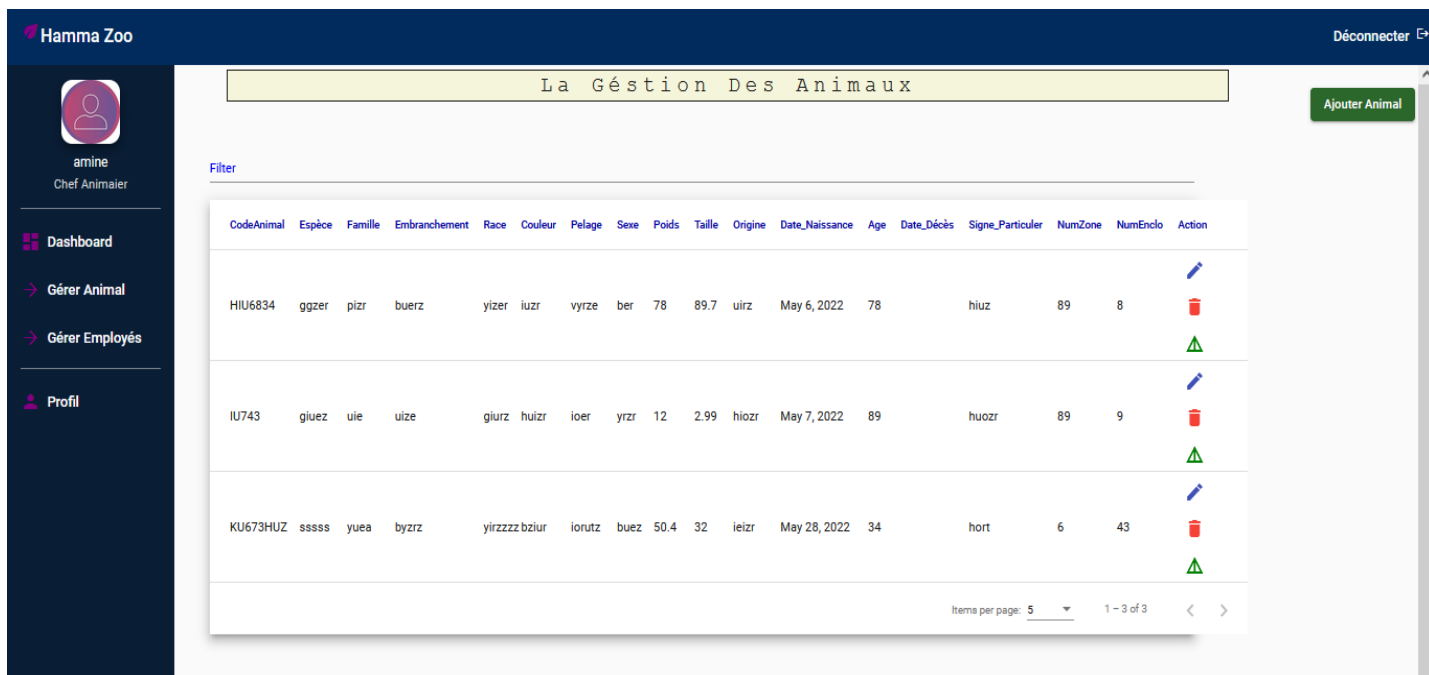 Hamma Zoo
Déconnecter
La Géstion Des Animaux
Ajouter Animal
amine
Chef Animaier
Dashboard
Gérer Animal
Gérer Employés
Profil
Filter
CodeAnimal Espèce Famille Embranchement Race Couleur Pelage Sexe Poids Taille Origine Date_Naissance Age Date_Décès Signe_Particuler NumZone NumEnclo Action
HIU6834 ggzer pizr buerz yizer iuzr vyrze ber 78 89.7 uirz May 6, 2022 78 hiuz 89 8
IU743 giuez uie uize giurz huizr ioer yrzr 12 2.99 hiozr May 7, 2022 89 huozr 89 9
KU673HUZ sssss yuea byzrz yirzzzz bziur iorutz buez 50.4 32 ieizr May 28, 2022 34 hort 6 43
Items per page: 5 1 – 3 of 3